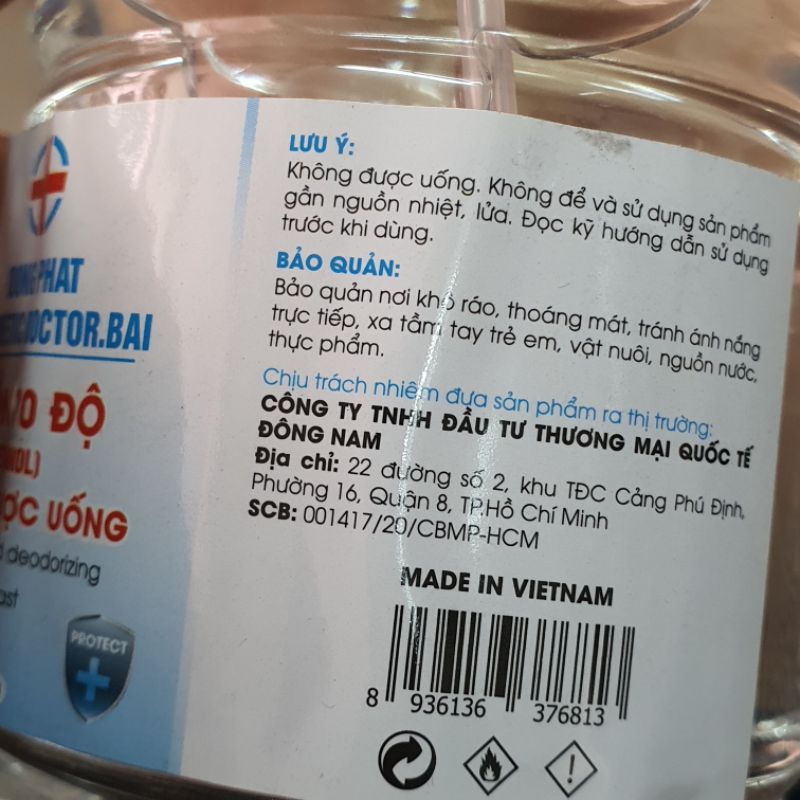 PHAT
DOCTOR.BAI
ĐỘ
UỐNG
deodorizing
PROTECT
LƯU Ý:
Không được uống. Không để và sử dụng sản phẩm
gần nguồn nhiệt, lửa. Đọc kỹ hướng dẫn sử dụng
trước khi dùng.
BẢO QUẢN:
Bảo quản nơi khô ráo, thoáng mát, tránh ánh nắng
trực tiếp, xa tầm tay trẻ em, vật nuôi, nguồn nước,
thực phẩm.
Chịu trách nhiệm đưa sản phẩm ra thị trường:
CÔNG TY TNHH ĐẦU TƯ THƯƠNG MẠI QUỐC TẾ
ĐÔNG NAM
Địa chỉ: 22 đường số 2, khu TĐC Cảng Phú Định,
Phường 16, Quận 8, TP.Hồ Chí Minh
SCB: 001417/20/CBMP-HCM
MADE IN VIETNAM
8 936136 376813